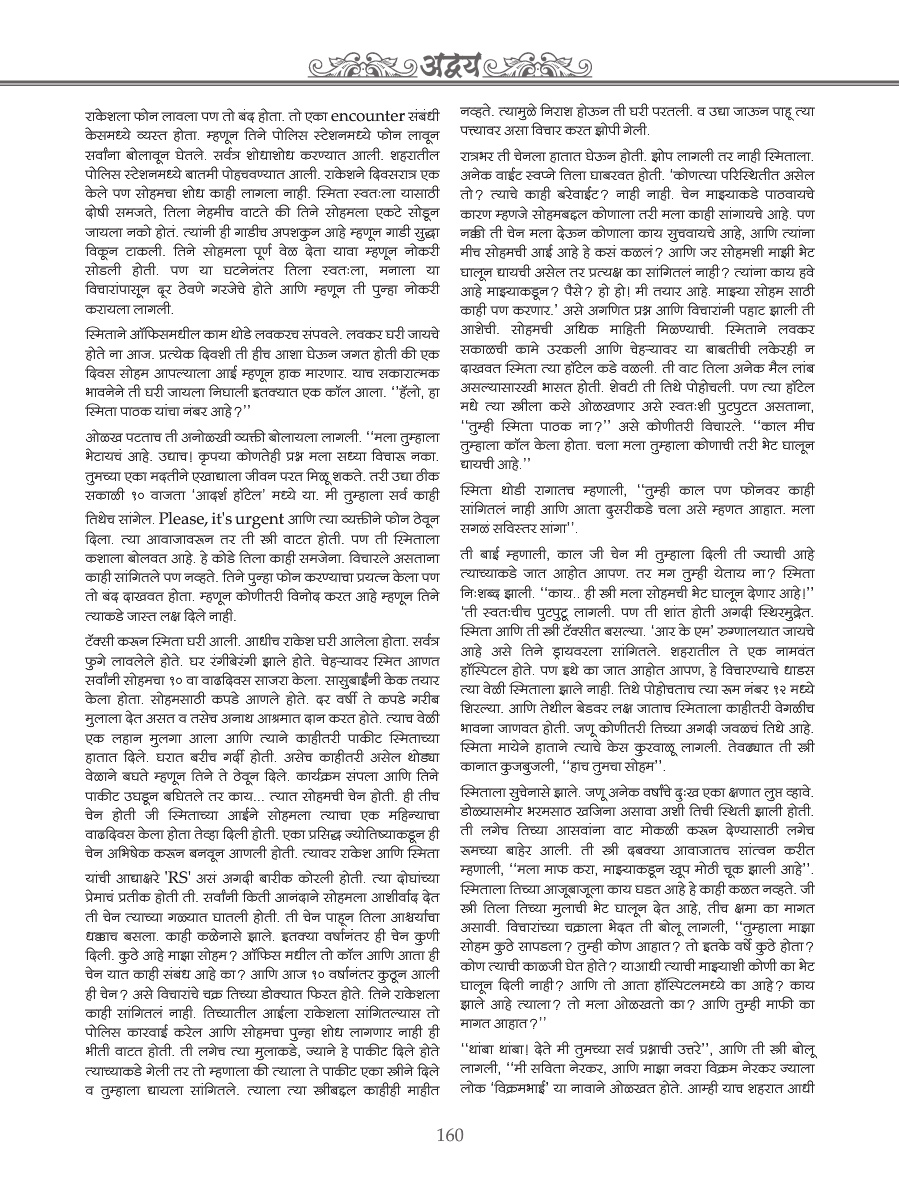 अद्वय
राकेशला फोन लावला पण तो बंद होता. तो एका encounter संबंधी
केसमध्ये व्यस्त होता. म्हणून तिने पोलिस स्टेशनमध्ये फोन लावून
सर्वांना बोलावून घेतले. सर्वत्र शोधाशोध करण्यात आली. शहरातील
पोलिस स्टेशनमध्ये बातमी पोहचवण्यात आली. राकेशने दिवसरात्र एक
केले पण सोहमचा शोध काही लागला नाही. स्मिता स्वतःला यासाठी
दोषी समजते, तिला नेहमीच वाटते की तिने सोहमला एकटे सोडून
जायला नको होतं. त्यांनी ही गाडीच अपशकुन आहे म्हणून गाडी सुद्धा
विकून टाकली. तिने सोहमला पूर्ण वेळ देता यावा म्हणून नोकरी
सोडली होती. पण या घटनेनंतर तिला स्वतःला, मनाला या
विचारांपासून दूर ठेवणे गरजेचे होते आणि म्हणून ती पुन्हा नोकरी
करायला लागली.
स्मिताने ऑफिसमधील काम थोडे लवकरच संपवले. लवकर घरी जायचे
होते ना आज. प्रत्येक दिवशी ती हीच आशा घेऊन जगत होती की एक
दिवस सोहम आपल्याला आई म्हणून हाक मारणार. याच सकारात्मक
भावनेने ती घरी जायला निघाली इतक्यात एक कॉल आला. ‘‘हॅलो, हा
स्मिता पाठक यांचा नंबर आहे?’’
ओळख पटताच ती अनोळखी व्यक्ती बोलायला लागली. ‘‘मला तुम्हाला
भेटायचं आहे. उद्याच! कृपया कोणतेही प्रश्न मला सध्या विचारू नका.
तुमच्या एका मदतीने एखाद्याला जीवन परत मिळू शकते. तरी उद्या ठीक
सकाळी १० वाजता ‘आदर्श हॉटेल’ मध्ये या. मी तुम्हाला सर्व काही
तिथेच सांगेल. Please, it's urgent आणि त्या व्यक्तीने फोन ठेवून
दिला. त्या आवाजावरून तर ती स्त्री वाटत होती. पण ती स्मिताला
कशाला बोलवत आहे. हे कोडे तिला काही समजेना. विचारले असताना
काही सांगितले पण नव्हते. तिने पुन्हा फोन करण्याचा प्रयत्न केला पण
तो बंद दाखवत होता. म्हणून कोणीतरी विनोद करत आहे म्हणून तिने
त्याकडे जास्त लक्ष दिले नाही.
टॅक्सी करून स्मिता घरी आली. आधीच राकेश घरी आलेला होता. सर्वत्र
फुगे लावलेले होते. घर रंगीबेरंगी झाले होते. चेहऱ्यावर स्मित आणत
सर्वांनी सोहमचा १० वा वाढदिवस साजरा केला. सासुबाईंनी केक तयार
केला होता. सोहमसाठी कपडे आणले होते. दर वर्षी ते कपडे गरीब
मुलाला देत असत व तसेच अनाथ आश्रमात दान करत होते. त्याच वेळी
एक लहान मुलगा आला आणि त्याने काहीतरी पाकीट स्मिताच्या
हातात दिले. घरात बरीच गर्दी होती. असेच काहीतरी असेल थोड्या
वेळाने बघते म्हणून तिने ते ठेवून दिले. कार्यक्रम संपला आणि तिने
पाकीट उघडून बघितले तर काय... त्यात सोहमची चेन होती. ही तीच
चेन होती जी स्मिताच्या आईने सोहमला त्याचा एक महिन्याचा
वाढदिवस केला होता तेव्हा दिली होती. एका प्रसिद्ध ज्योतिष्याकडून ही
चेन अभिषेक करून बनवून आणली होती. त्यावर राकेश आणि स्मिता
यांची आद्याक्षरे 'RS' असं अगदी बारीक कोरली होती. त्या दोघांच्या
प्रेमाचं प्रतीक होती ती. सर्वांनी किती आनंदाने सोहमला आशीर्वाद देत
ती चेन त्याच्या गळ्यात घातली होती. ती चेन पाहून तिला आश्चर्याचा
धक्काच बसला. काही कळेनासे झाले. इतक्या वर्षानंतर ही चेन कुणी
दिली. कुठे आहे माझा सोहम? ऑफिस मधील तो कॉल आणि आता ही
चेन यात काही संबंध आहे का? आणि आज १० वर्षानंतर कुठून आली
ही चेन? असे विचारांचे चक्र तिच्या डोक्यात फिरत होते. तिने राकेशला
काही सांगितलं नाही. तिच्यातील आईला राकेशला सांगितल्यास तो
पोलिस कारवाई करेल आणि सोहमचा पुन्हा शोध लागणार नाही ही
भीती वाटत होती. ती लगेच त्या मुलाकडे, ज्याने हे पाकीट दिले होते
त्याच्याकडे गेली तर तो म्हणाला की त्याला ते पाकीट एका स्त्रीने दिले
व तुम्हाला द्यायला सांगितले. त्याला त्या स्त्रीबद्दल काहीही माहीत
नव्हते. त्यामुळे निराश होऊन ती घरी परतली. व उद्या जाऊन पाहू त्या
पत्त्यावर असा विचार करत झोपी गेली.
रात्रभर ती चेनला हातात घेऊन होती. झोप लागली तर नाही स्मिताला.
अनेक वाईट स्वप्ने तिला घाबरवत होती. ‘कोणत्या परिस्थितीत असेल
तो? त्याचे काही बरेवाईट? नाही नाही. चेन माझ्याकडे पाठवायचे
कारण म्हणजे सोहमबद्दल कोणाला तरी मला काही सांगायचे आहे. पण
नक्की ती चेन मला देऊन कोणाला काय सुचवायचे आहे, आणि त्यांना
मीच सोहमची आई आहे हे कसं कळलं? आणि जर सोहमशी माझी भेट
घालून द्यायची असेल तर प्रत्यक्ष का सांगितलं नाही? त्यांना काय हवे
आहे माझ्याकडून? पैसे? हो हो! मी तयार आहे. माझ्या सोहम साठी
काही पण करणार.’ असे अगणित प्रश्न आणि विचारांनी पहाट झाली ती
आशेची. सोहमची अधिक माहिती मिळण्याची. स्मिताने लवकर
सकाळची कामे उरकली आणि चेहऱ्यावर या बाबतीची लकेरही न
दाखवत स्मिता त्या हॉटेल कडे वळली. ती वाट तिला अनेक मैल लांब
असल्यासारखी भासत होती. शेवटी ती तिथे पोहोचली. पण त्या हॉटेल
मधे त्या स्त्रीला कसे ओळखणार असे स्वतःशी पुटपुटत असताना,
‘‘तुम्ही स्मिता पाठक ना?’’ असे कोणीतरी विचारले. ‘‘काल मीच
तुम्हाला कॉल केला होता. चला मला तुम्हाला कोणाची तरी भेट घालून
द्यायची आहे.’’
स्मिता थोडी रागातच म्हणाली, ‘‘तुम्ही काल पण फोनवर काही
सांगितलं नाही आणि आता दुसरीकडे चला असे म्हणत आहात. मला
सगळं सविस्तर सांगा’’.
ती बाई म्हणाली, काल जी चेन मी तुम्हाला दिली ती ज्याची आहे
त्याच्याकडे जात आहोत आपण. तर मग तुम्ही येताय ना? स्मिता
निःशब्द झाली. ‘‘काय.. ही स्त्री मला सोहमची भेट घालून देणार आहे!’’
‘ती स्वतःचीच पुटपुटू लागली. पण ती शांत होती अगदी स्थिरमुद्रेत.
स्मिता आणि ती स्त्री टॅक्सीत बसल्या. ‘आर के एम’ रुग्णालयात जायचे
आहे असे तिने ड्रायवरला सांगितले. शहरातील ते एक नामवंत
हॉस्पिटल होते. पण इथे का जात आहोत आपण, हे विचारण्याचे धाडस
त्या वेळी स्मिताला झाले नाही. तिथे पोहोचताच त्या रूम नंबर १२ मध्ये
शिरल्या. आणि तेथील बेडवर लक्ष जाताच स्मिताला काहीतरी वेगळीच
भावना जाणवत होती. जणू कोणीतरी तिच्या अगदी जवळचं तिथे आहे.
स्मिता मायेने हाताने त्याचे केस कुरवाळू लागली. तेवढ्यात ती स्त्री
कानात कुजबुजली, ‘‘हाच तुमचा सोहम’’.
स्मिताला सुचेनासे झाले. जणू अनेक वर्षांचे दुःख एका क्षणात लुप्त व्हावे.
डोळ्यासमोर भरमसाठ खजिना असावा अशी तिची स्थिती झाली होती.
ती लगेच तिच्या आसवांना वाट मोकळी करून देण्यासाठी लगेच
रूमच्या बाहेर आली. ती स्त्री दबक्या आवाजातच सांत्वन करीत
म्हणाली, ‘‘मला माफ करा, माझ्याकडून खूप मोठी चूक झाली आहे’’.
स्मिताला तिच्या आजूबाजूला काय घडत आहे हे काही कळत नव्हते. जी
स्त्री तिला तिच्या मुलाची भेट घालून देत आहे, तीच क्षमा का मागत
असावी. विचारांच्या चक्राला भेदत ती बोलू लागली, ‘‘तुम्हाला माझा
सोहम कुठे सापडला? तुम्ही कोण आहात? तो इतके वर्षे कुठे होता?
कोण त्याची काळजी घेत होते? याआधी त्याची माझ्याशी कोणी का भेट
घालून दिली नाही? आणि तो आता हॉस्पिटलमध्ये का आहे? काय
झाले आहे त्याला? तो मला ओळखतो का? आणि तुम्ही माफी का
मागत आहात?’’
‘‘थांबा थांबा! देते मी तुमच्या सर्व प्रश्नाची उत्तरे’’, आणि ती स्त्री बोलू
लागली, ‘‘मी सविता नेरकर, आणि माझा नवरा विक्रम नेरकर ज्याला
लोक ‘विक्रमभाई’ या नावाने ओळखत होते. आम्ही याच शहरात आधी
160